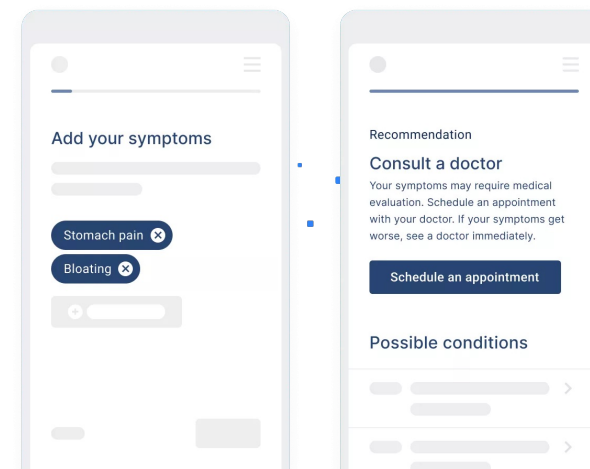 Add your symptoms
Stomach pain
Bloating
Recommendation
Consult a doctor
Your symptoms may require medical
evaluation. Schedule an appointment
with your doctor. If your symptoms get
worse, see a doctor immediately.
Schedule an appointment
Possible conditions